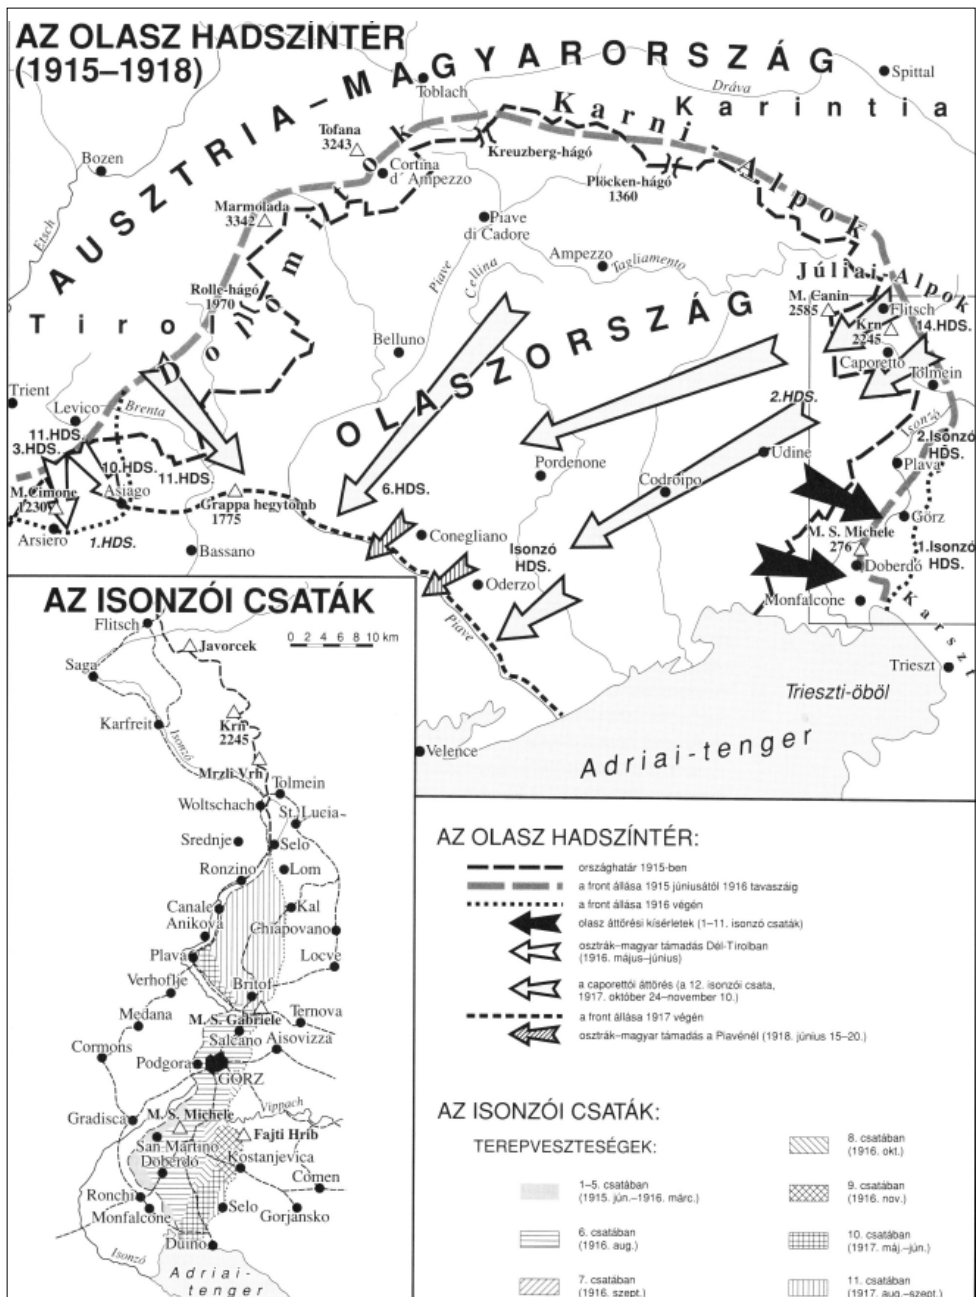 AZ OLASZ HADSZÍNTÉR
(1915–1918)
AUSZTRIA–MAGYARORSZÁG
Spittal
Dráva
Karintia
Toblach
Karni-Alpok
Tofana
3243
Kreuzberg-hágó
Cortina
d´Ampezzo
Plöcken-hágó
1360
Bozen
Etsch
Marmolada
3342
Dolomitok
Piave
di Cadore
Ampezzo
Tagliamento
Piave
Cellina
Júliai-Alpok
M. Canin
2585
Flitsch
Krn
2245
14.HDS.
Caporetto
Tolmein
Rolle-hágó
1970
Tirol
Belluno
OLASZORSZÁG
Trient
Levico
Brenta
11.HDS.
3.HDS.
10.HDS.
11.HDS.
M.Cimone
1230
Asiago
Arsiero
1.HDS.
Grappa hegytömb
1775
Bassano
6.HDS.
2.HDS.
Pordenone
Codroipo
Udine
Isonzó
2.Isonzó
HDS.
Plava
Görz
M. S. Michele
276
1.Isonzó
HDS.
Doberdó
Monfalcone
Karszt
Conegliano
Isonzó
HDS.
Oderzo
Piave
Trieszt
Trieszti-öböl
Velence
Adriai-tenger
AZ ISONZÓI CSATÁK
0 2 4 6 8 10 km
Flitsch
Javorcek
Saga
Karfreit
Isonzó
Krn
2245
Mrzli Vrh
Tolmein
Woltschach
St. Lucia
Srednje
Selo
Ronzino
Lom
Canale
Kal
Anikova
Chiapovano
Plava
Locve
Verhoflje
Britof
Medana
M. S. Gabriele
Ternova
Salcano
Aisovizza
Cormons
Podgora
GÖRZ
Vippach
Gradisca
M. S. Michele
Fajti Hrib
San Martino
Doberdó
Kostanjevica
Comen
Ronchi
Monfalcone
Selo
Gorjansko
Duino
Isonzó
Adriai-
tenger
AZ OLASZ HADSZÍNTÉR:
országhatár 1915-ben
a front állása 1915 júniusától 1916 tavaszáig
a front állása 1916 végén
olasz áttörési kísérletek (1–11. isonzó csaták)
osztrák–magyar támadás Dél-Tirolban
(1916. május–június)
a caporettói áttörés (a 12. isonzói csata,
1917. október 24–november 10.)
a front állása 1917 végén
osztrák–magyar támadás a Piavénél (1918. június 15–20.)
AZ ISONZÓI CSATÁK:
TEREPVESZTESÉGEK:
1–5. csatában
(1915. jún.–1916. márc.)
6. csatában
(1916. aug.)
7. csatában
(1916. szept.)
8. csatában
(1916. okt.)
9. csatában
(1916. nov.)
10. csatában
(1917. máj.–jún.)
11. csatában
(1917. aug.–szept.)